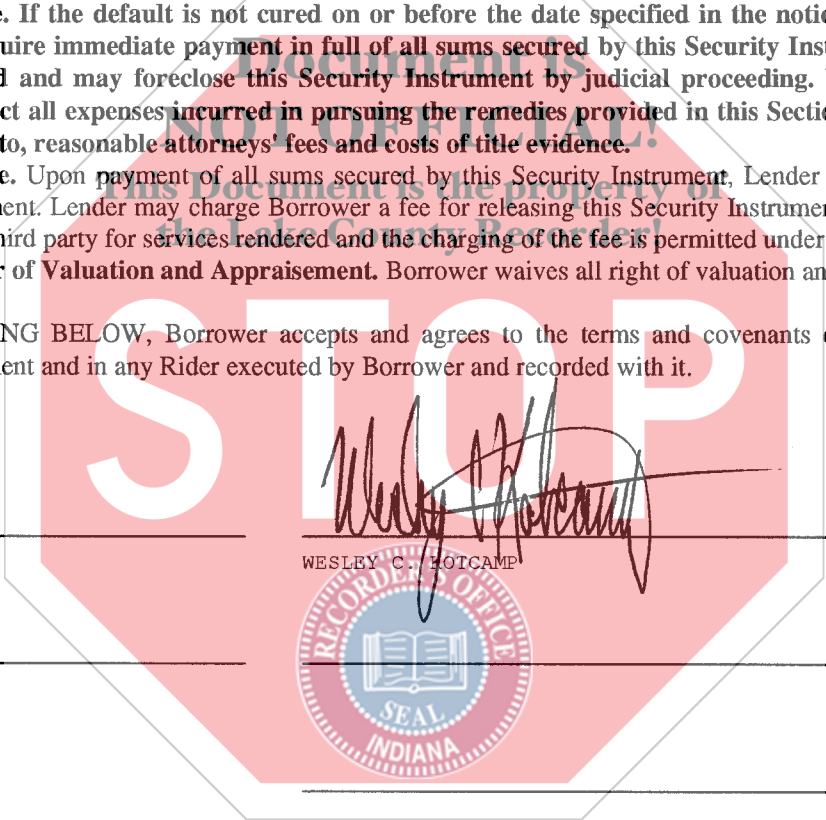 e. If the default is not cured on or before the date specified in the notic
uire immediate payment in full of all sums secured by this Security Ins
d and may foreclose this Security Instrument by judicial proceeding.
ct all expenses incurred in pursuing the remedies provided in this Secti
to, reasonable attorneys' fees and costs of title evidence.
e. Upon payment of all sums secured by this Security Instrument, Lender
ent. Lender may charge Borrower a fee for releasing this Security Instrumen
hird party for services rendered and the charging of the fee is permitted under
r of Valuation and Appraisement. Borrower waives all right of valuation an
Document is
NOT OFFICIAL!
This Document is the property of
the Lake County Recorder!
NG BELOW, Borrower accepts and agrees to the terms and covenants
ent and in any Rider executed by Borrower and recorded with it.
STOP
Wesley C Hotcamp
WESLEY C. HOTCAMP
RECORDER'S OFFICE
SEAL
INDIANA